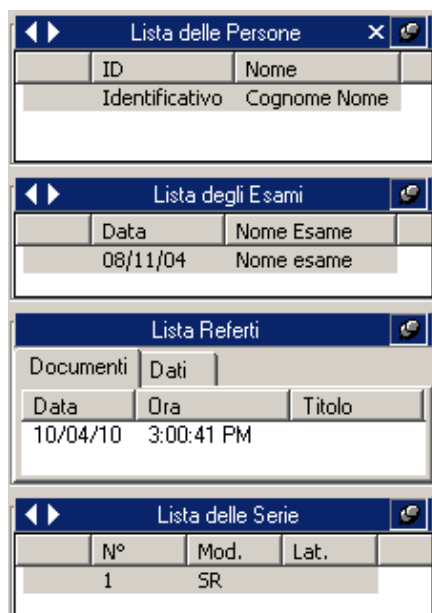 Lista delle Persone
ID Nome
Identificativo Cognome Nome
Lista degli Esami
Data Nome Esame
08/11/04 Nome esame
Lista Referti
Documenti Dati
Data Ora Titolo
10/04/10 3:00:41 PM
Lista delle Serie
Nº Mod. Lat.
1 SR